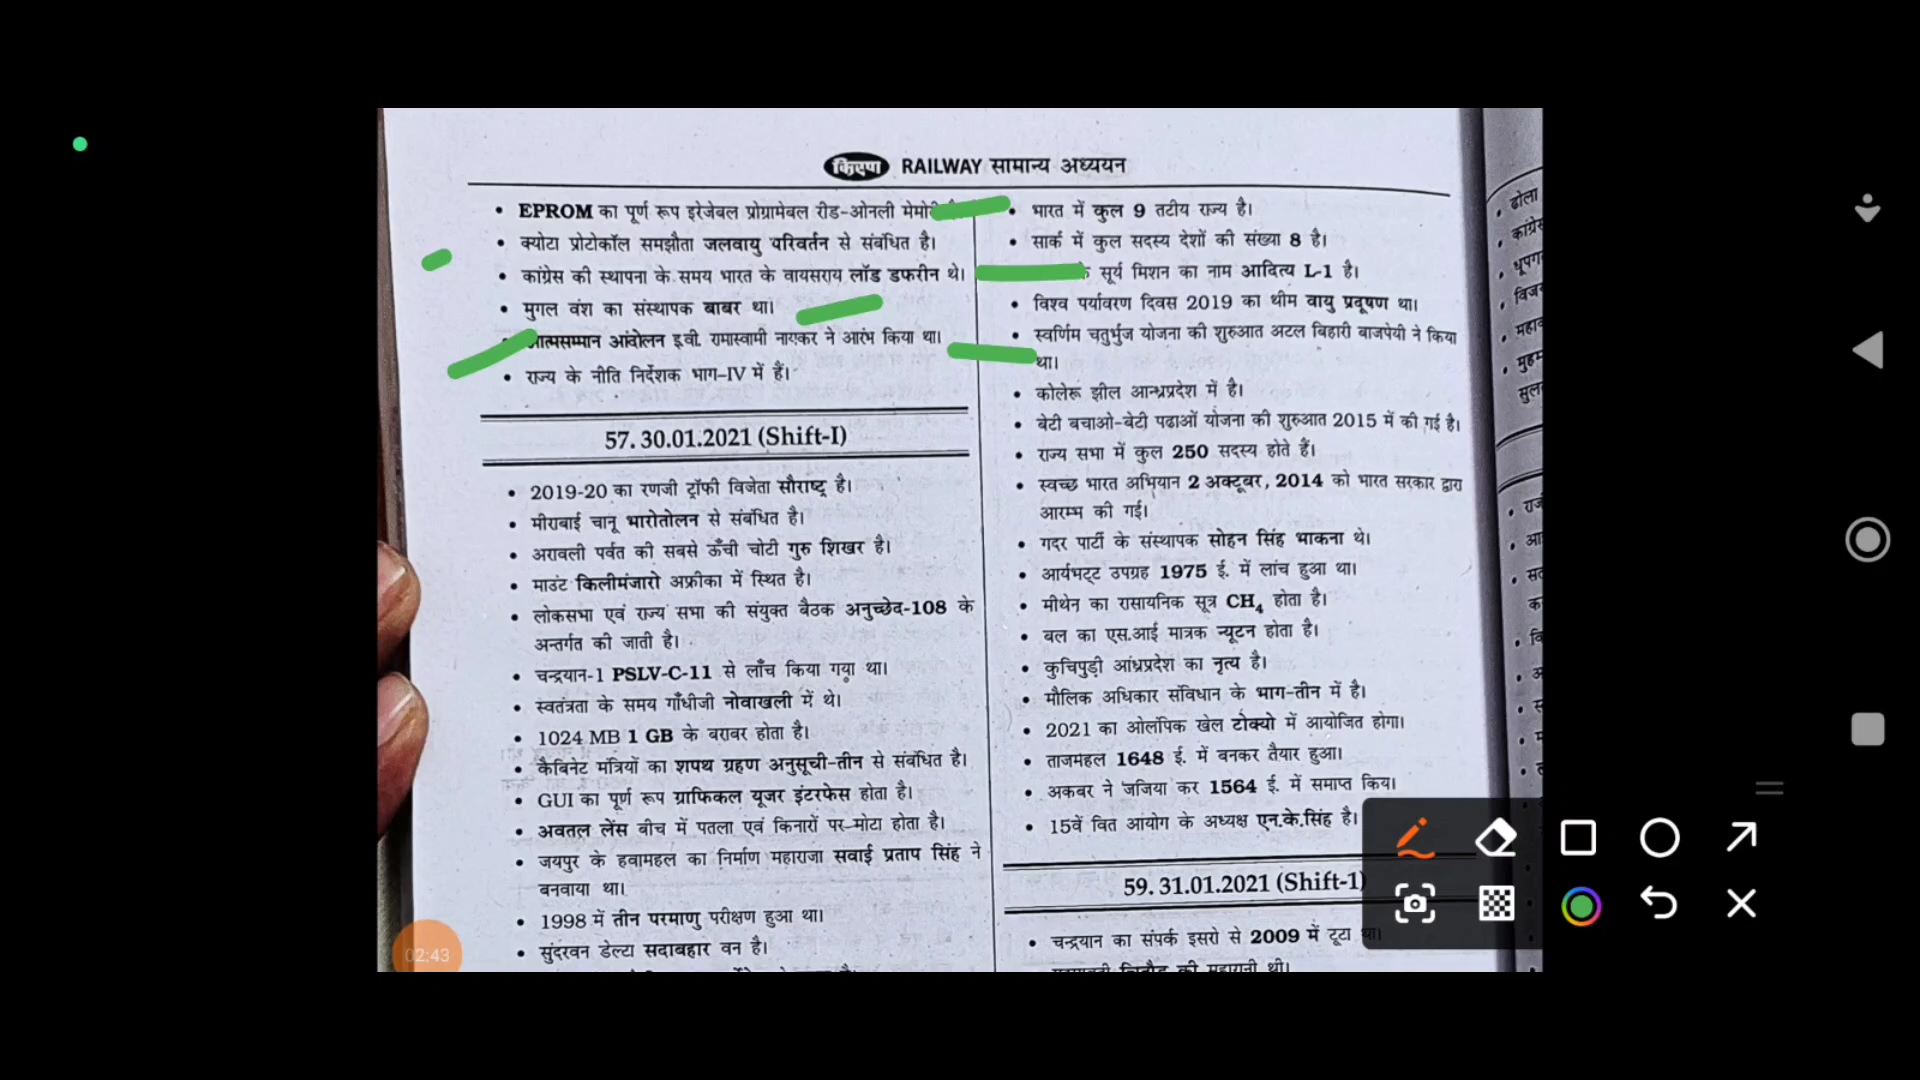 किरण RAILWAY सामान्य अध्ययन
• EPROM का पूर्ण रूप इरेजेबल प्रोग्रामेबल रीड-ओनली
• क्योटा प्रोटोकॉल समझौता जलवायु परिवर्तन से संबंधित है।
• कांग्रेस की स्थापना के समय भारत के वायसराय लॉड डफरीन थे।
• मुगल वंश का संस्थापक बाबर था।
आत्मसम्मान आंदोलन इ.वी. रामास्वामी नायकर ने आरंभ किया था।
• राज्य के नीति निर्देशक भाग-IV में हैं।
57. 30.01.2021 (Shift-I)
• 2019-20 का रणजी ट्रॉफी विजेता सौराष्ट्र है।
• मीराबाई चानू भारोतोलन से संबंधित है।
• अरावली पर्वत की सबसे ऊँची चोटी गुरु शिखर है।
• माउंट किलीमंजारो अफ्रीका में स्थित है।
• लोकसभा एवं राज्य सभा की संयुक्त बैठक अनुच्छेद-108 के
अन्तर्गत की जाती है।
• चन्द्रयान-1 PSLV-C-11 से लाँच किया गया था।
• स्वतंत्रता के समय गाँधीजी नोवाखली में थे।
• 1024 MB 1 GB के बराबर होता है।
• कैबिनेट मंत्रियों का शपथ ग्रहण अनुसूची-तीन से संबंधित है।
• GUI का पूर्ण रूप ग्राफिकल यूजर इंटरफेस होता है।
• अवतल लेंस बीच में पतला एवं किनारों पर मोटा होता है।
• जयपुर के हवामहल का निर्माण महाराजा सवाई प्रताप सिंह ने
बनवाया था।
• 1998 में तीन परमाणु परीक्षण हुआ था।
• सुंदरवन डेल्टा सदाबहार वन है।
• भारत में कुल 9 तटीय राज्य है।
• सार्क में कुल सदस्य देशों की संख्या 8 है।
सूर्य मिशन का नाम आदित्य L-1 है।
• विश्व पर्यावरण दिवस 2019 का थीम वायु प्रदूषण था।
• स्वर्णिम चतुर्भुज योजना की शुरुआत अटल बिहारी बाजपेयी ने किया
था।
• कोलेरू झील आन्ध्रप्रदेश में है।
• बेटी बचाओ-बेटी पढाओं योजना की शुरुआत 2015 में की गई है।
• राज्य सभा में कुल 250 सदस्य होते हैं।
• स्वच्छ भारत अभियान 2 अक्टूबर, 2014 को भारत सरकार द्वारा
आरम्भ की गई।
• गदर पार्टी के संस्थापक सोहन सिंह भाकना थे।
• आर्यभट्ट उपग्रह 1975 ई. में लांच हुआ था।
• मीथेन का रासायनिक सूत्र CH₄ होता है।
• बल का एस.आई मात्रक न्यूटन होता है।
• कुचिपुड़ी आंध्रप्रदेश का नृत्य है।
• मौलिक अधिकार संविधान के भाग-तीन में है।
• 2021 का ओलंपिक खेल टोक्यो में आयोजित होगा।
• ताजमहल 1648 ई. में बनकर तैयार हुआ।
• अकबर ने जजिया कर 1564 ई. में समाप्त किय।
• 15वें वित आयोग के अध्यक्ष एन.के.सिंह है।
59. 31.01.2021 (Shift-1)
• चन्द्रयान का संपर्क इसरो से 2009 में टूटा था।
02:43